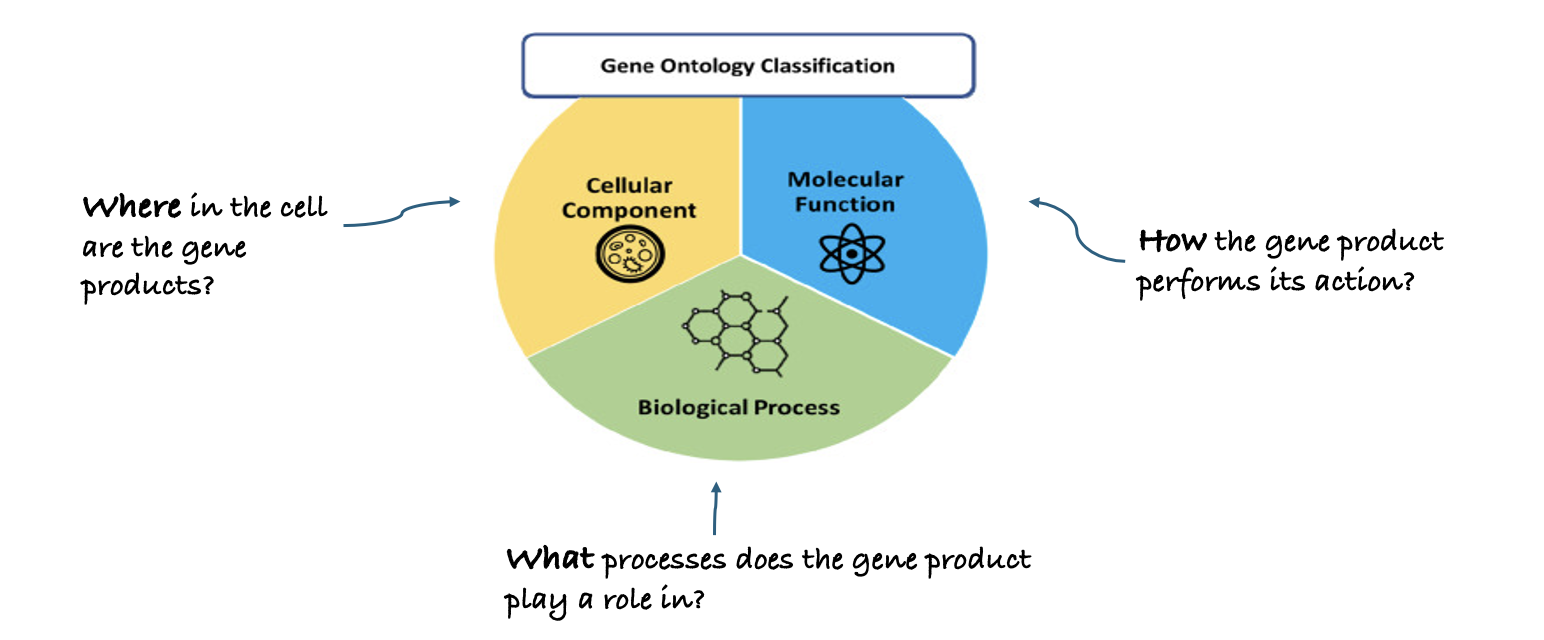 Gene Ontology Classification
Cellular
Component
Molecular
Function
Biological Process
Where in the cell
are the gene
products?
How the gene product
performs its action?
What processes does the gene product
play a role in?